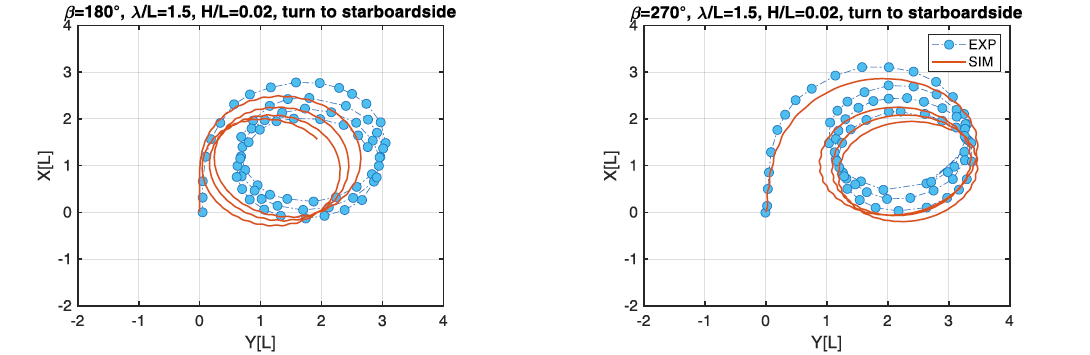 β=180°, λ/L=1.5, H/L=0.02, turn to starboardside
4
3
2
1
0
-1
-2
X[L]
-2 -1 0 1 2 3 4
Y[L]
β=270°, λ/L=1.5, H/L=0.02, turn to starboardside
EXP
SIM
4
3
2
1
0
-1
-2
X[L]
-2 -1 0 1 2 3 4
Y[L]